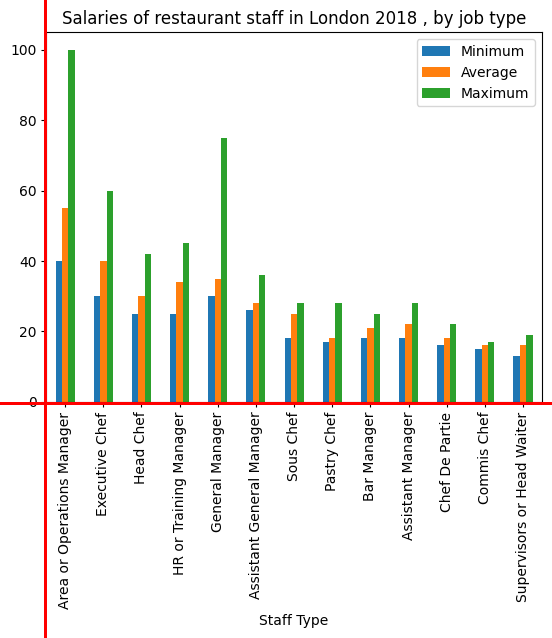 Salaries of restaurant staff in London 2018 , by job type
Minimum
Average
Maximum
100
80
60
40
20
0
Area or Operations Manager
Executive Chef
Head Chef
HR or Training Manager
General Manager
Assistant General Manager
Sous Chef
Pastry Chef
Bar Manager
Assistant Manager
Chef De Partie
Commis Chef
Supervisors or Head Waiter
Staff Type